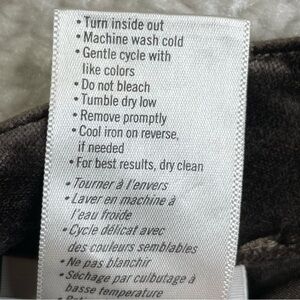 • Turn inside out
• Machine wash cold
• Gentle cycle with
like colors
• Do not bleach
• Tumble dry low
• Remove promptly
• Cool iron on reverse,
if needed
• For best results, dry clean
• Tourner à l'envers
• Laver en machine à
l'eau froide
• Cycle délicat avec
des couleurs semblables
• Ne pas blanchir
• Séchage par culbutage à
basse température